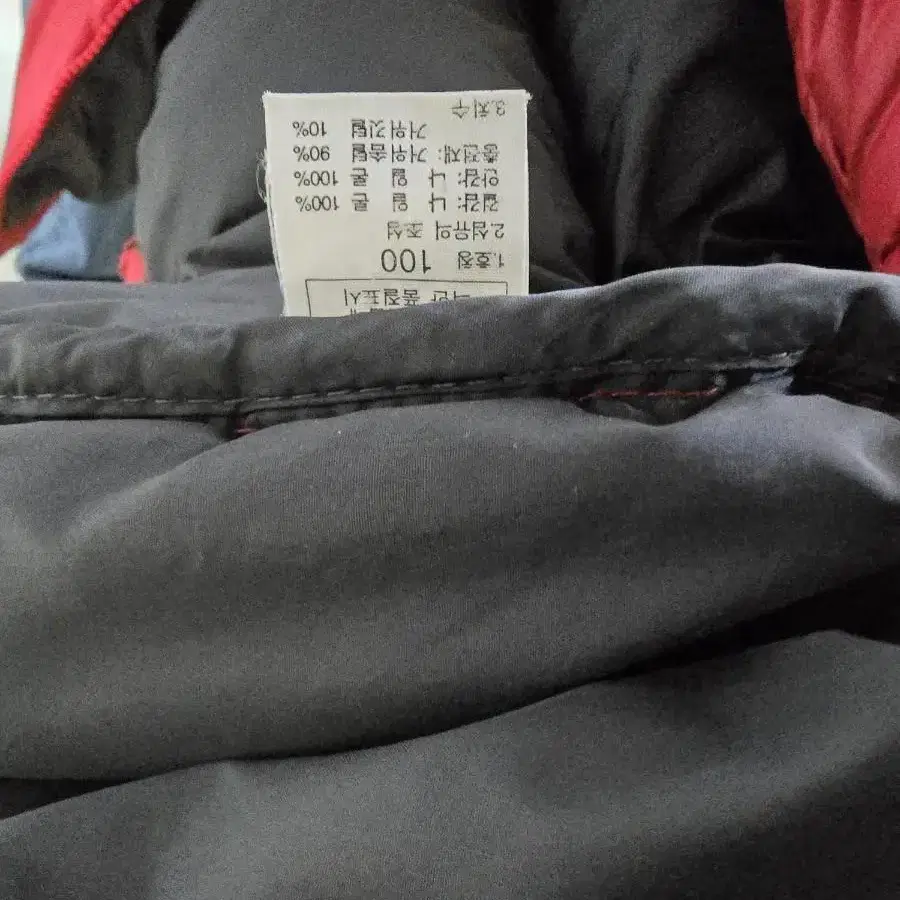 품질표시
1.호칭 100
2.섬유의 조성
겉감: 나 일 론 100%
안감: 나 일 론 100%
충전재: 거위솜털 90%
거위깃털 10%
3.치수